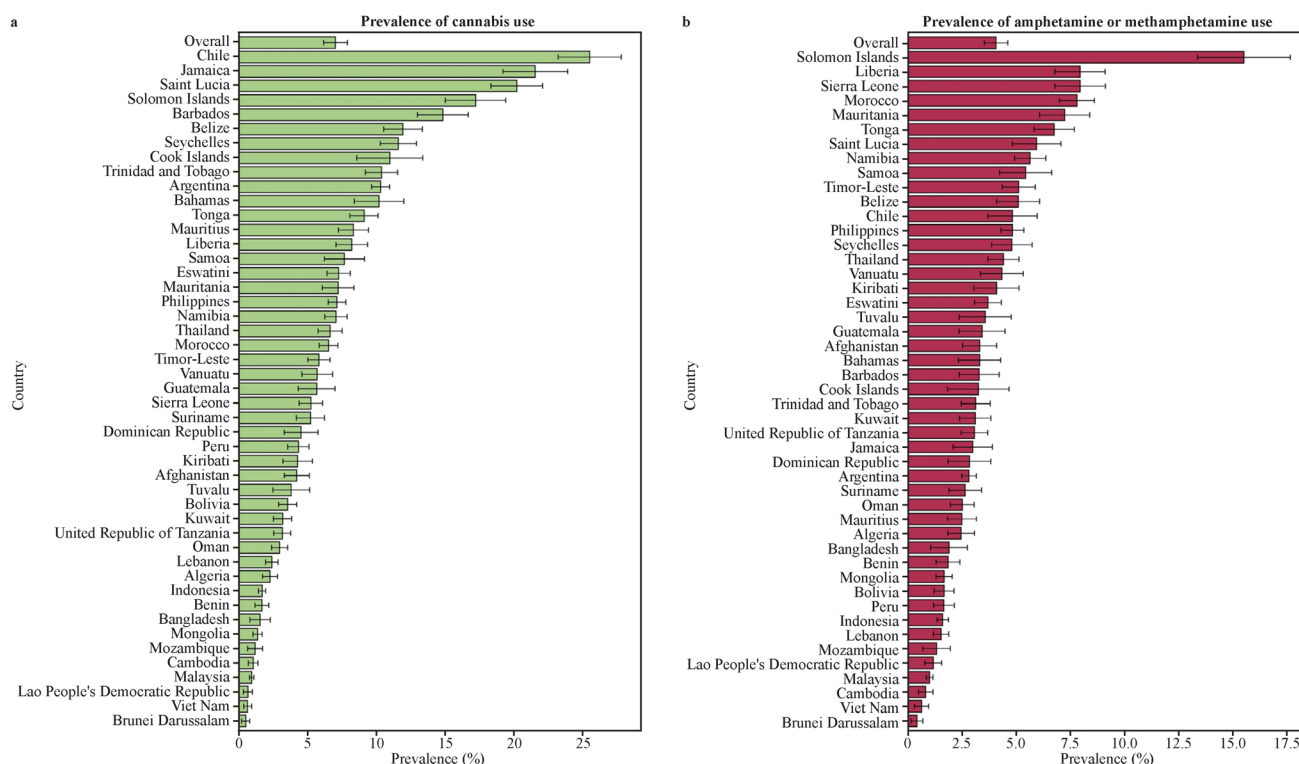 a
Prevalence of cannabis use
Overall
Chile
Jamaica
Saint Lucia
Solomon Islands
Barbados
Belize
Seychelles
Cook Islands
Trinidad and Tobago
Argentina
Bahamas
Tonga
Mauritius
Liberia
Samoa
Eswatini
Mauritania
Philippines
Namibia
Thailand
Morocco
Timor-Leste
Vanuatu
Guatemala
Sierra Leone
Suriname
Dominican Republic
Peru
Kiribati
Afghanistan
Tuvalu
Bolivia
Kuwait
United Republic of Tanzania
Oman
Lebanon
Algeria
Indonesia
Benin
Bangladesh
Mongolia
Mozambique
Cambodia
Malaysia
Lao People's Democratic Republic
Viet Nam
Brunei Darussalam
Country
0 5 10 15 20 25
Prevalence (%)
b
Prevalence of amphetamine or methamphetamine use
Overall
Solomon Islands
Liberia
Sierra Leone
Morocco
Mauritania
Tonga
Saint Lucia
Namibia
Samoa
Timor-Leste
Belize
Chile
Philippines
Seychelles
Thailand
Vanuatu
Kiribati
Eswatini
Tuvalu
Guatemala
Afghanistan
Bahamas
Barbados
Cook Islands
Trinidad and Tobago
Kuwait
United Republic of Tanzania
Jamaica
Dominican Republic
Argentina
Suriname
Oman
Mauritius
Algeria
Bangladesh
Benin
Mongolia
Bolivia
Peru
Indonesia
Lebanon
Mozambique
Lao People's Democratic Republic
Malaysia
Cambodia
Viet Nam
Brunei Darussalam
Country
0 2.5 5.0 7.5 10.0 12.5 15.0 17.5
Prevalence (%)